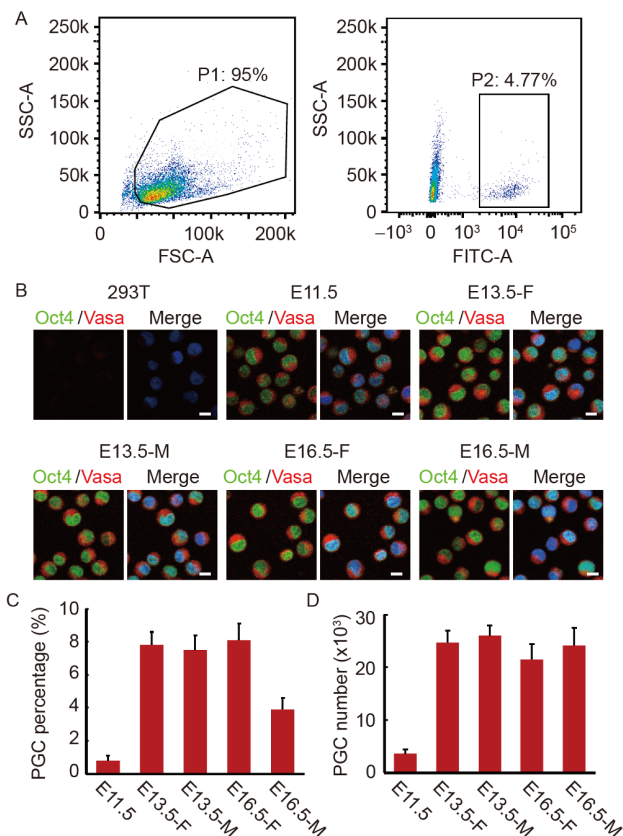 A
SSC-A
250k
200k
150k
100k
50k
0
P1: 95%
0
100k
200k
FSC-A
SSC-A
250k
200k
150k
100k
50k
0
P2: 4.77%
−10³
0
10³
10⁴
10⁵
FITC-A
B
293T
E11.5
E13.5-F
Oct4 /Vasa Merge
Oct4 /Vasa Merge
Oct4 /Vasa Merge
E13.5-M
E16.5-F
E16.5-M
Oct4 /Vasa Merge
Oct4 /Vasa Merge
Oct4 /Vasa Merge
C
PGC percentage (%)
10
8
6
4
2
0
E11.5
E13.5-F
E13.5-M
E16.5-F
E16.5-M
D
PGC number (x10³)
30
20
10
0
E11.5
E13.5-F
E13.5-M
E16.5-F
E16.5-M